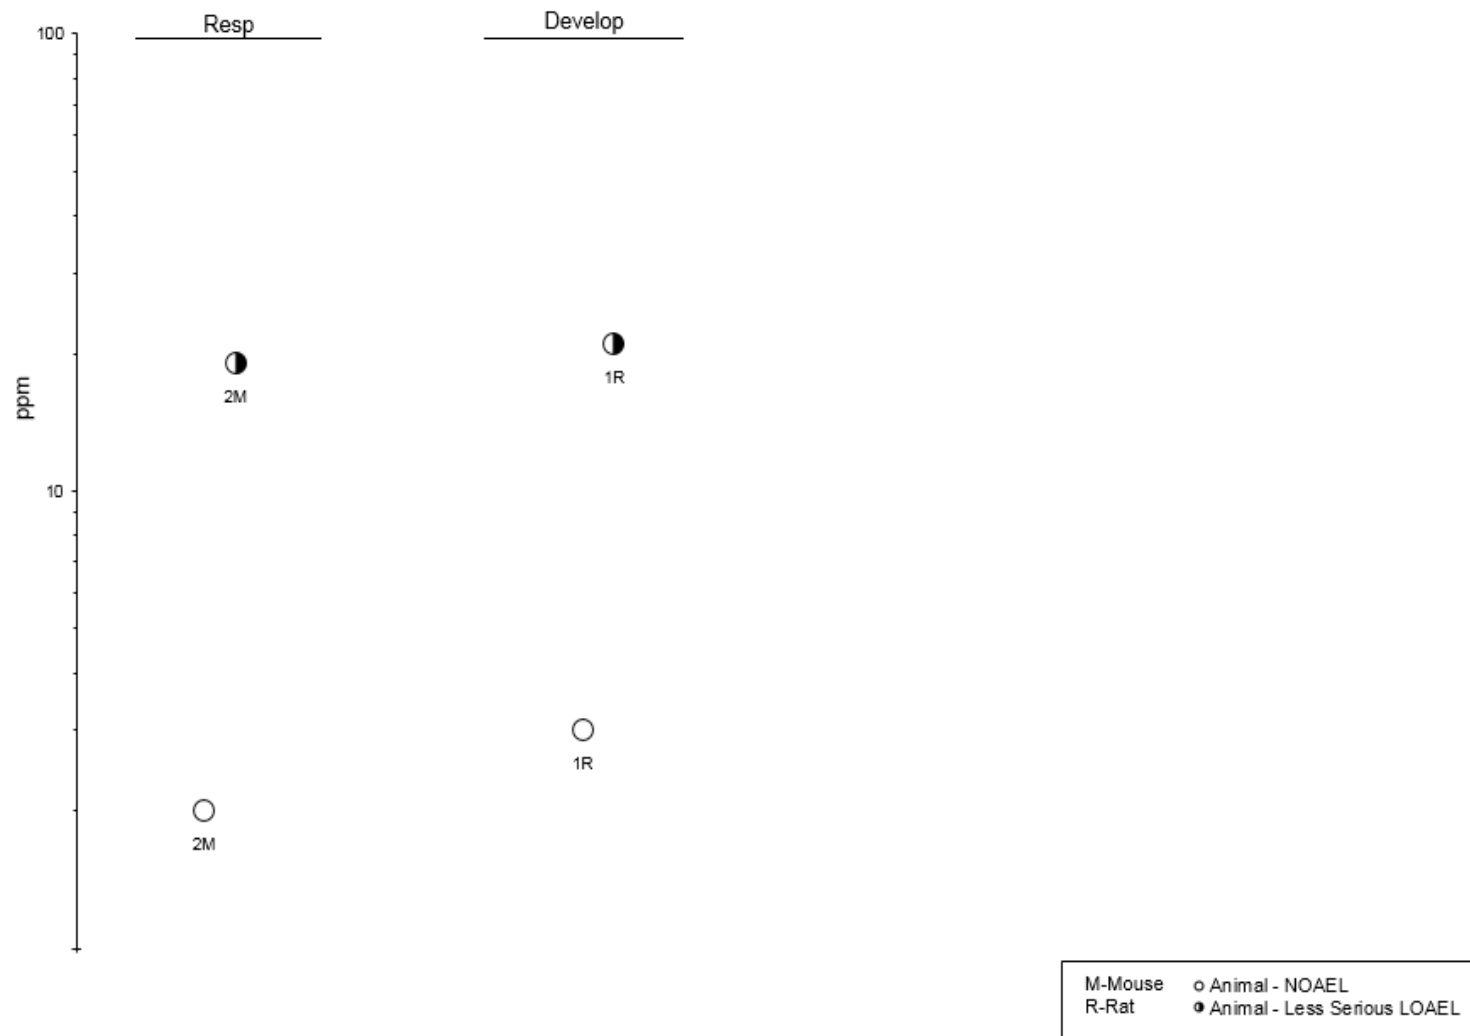 Resp
Develop
100
ppm
2M
1R
10
1R
2M
M-Mouse
Animal - NOAEL
R-Rat
Animal - Less Serious LOAEL